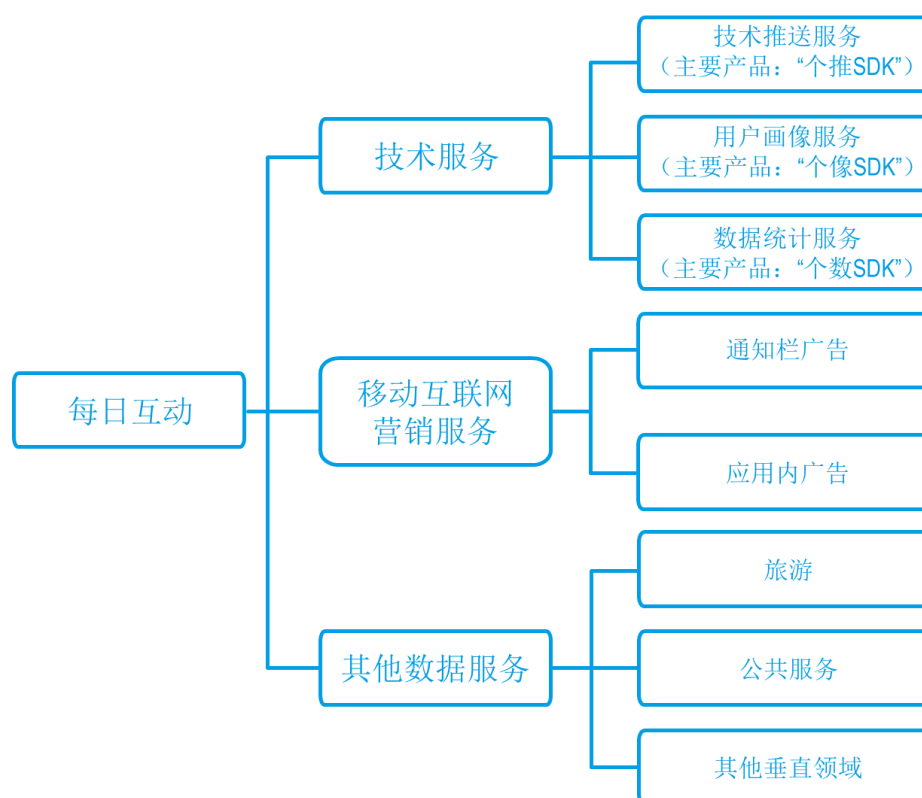 技术推送服务
（主要产品：“个推SDK”）
技术服务
用户画像服务
（主要产品：“个像SDK”）
数据统计服务
（主要产品：“个数SDK”）
每日互动
移动互联网
营销服务
通知栏广告
应用内广告
其他数据服务
旅游
公共服务
其他垂直领域